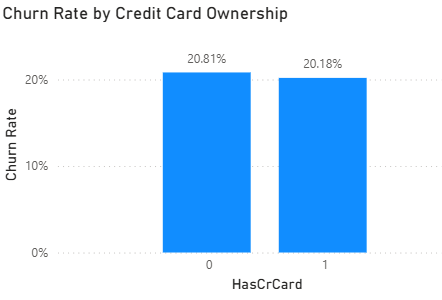 Churn Rate by Credit Card Ownership
20.81%
20.18%
20%
10%
0%
Churn Rate
0 1
HasCrCard